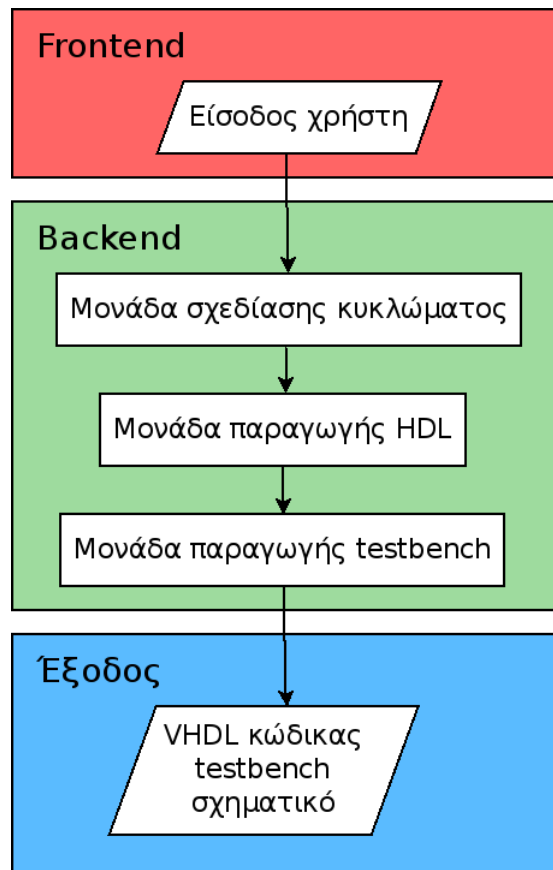 Frontend
Είσοδος χρήστη
Backend
Μονάδα σχεδίασης κυκλώματος
Μονάδα παραγωγής HDL
Μονάδα παραγωγής testbench
Έξοδος
VHDL κώδικας
testbench
σχηματικό